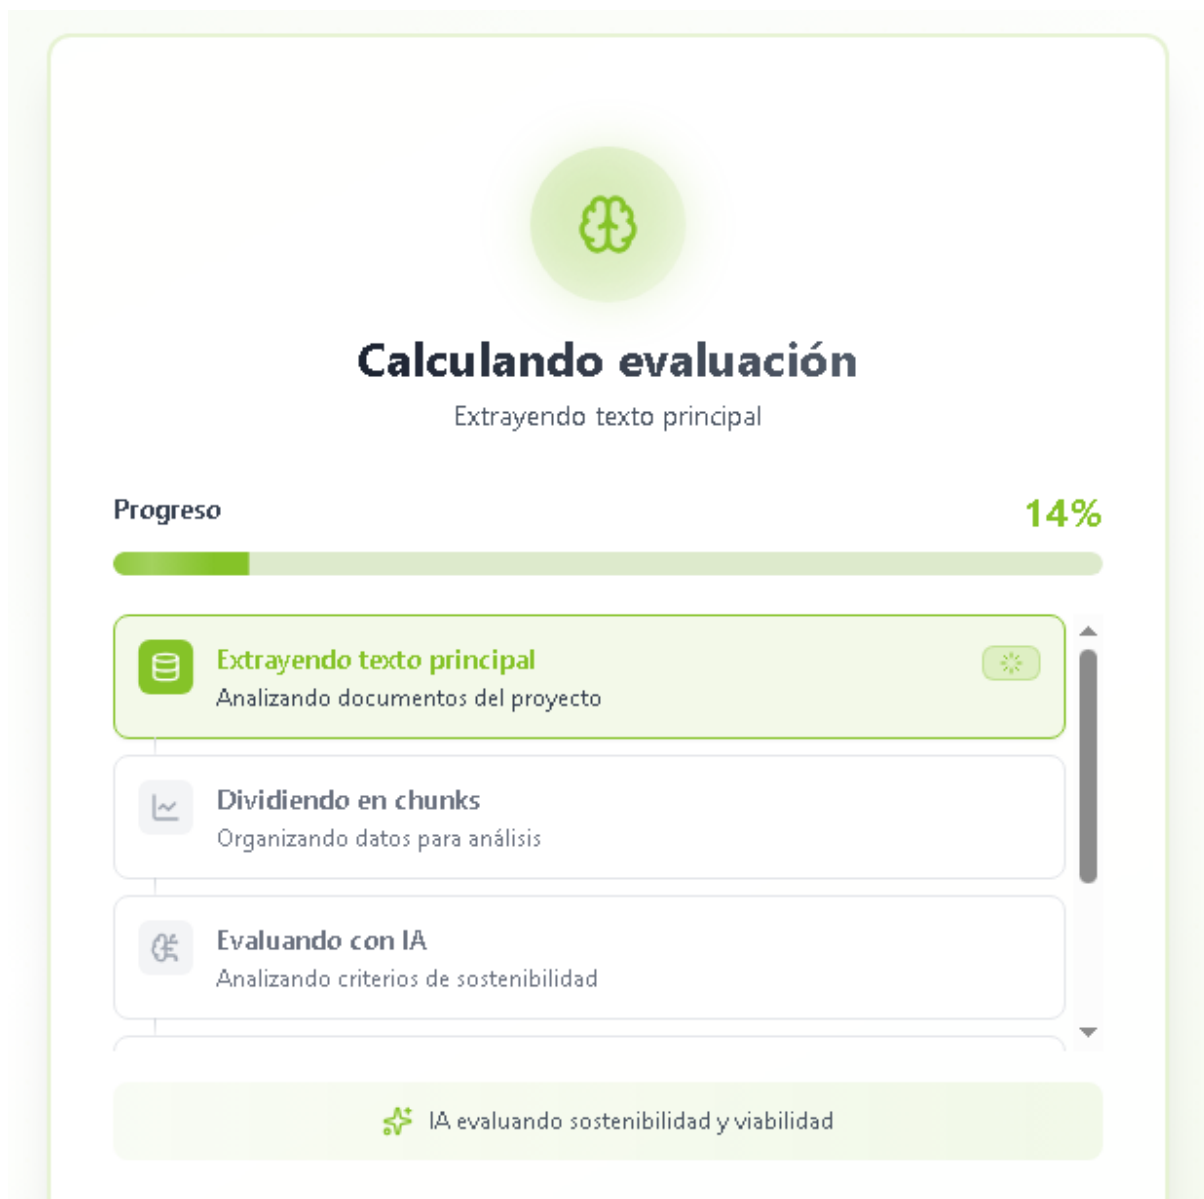 Calculando evaluación
Extrayendo texto principal
Progreso
14%
Extrayendo texto principal
Analizando documentos del proyecto
Dividiendo en chunks
Organizando datos para análisis
Evaluando con IA
Analizando criterios de sostenibilidad
IA evaluando sostenibilidad y viabilidad